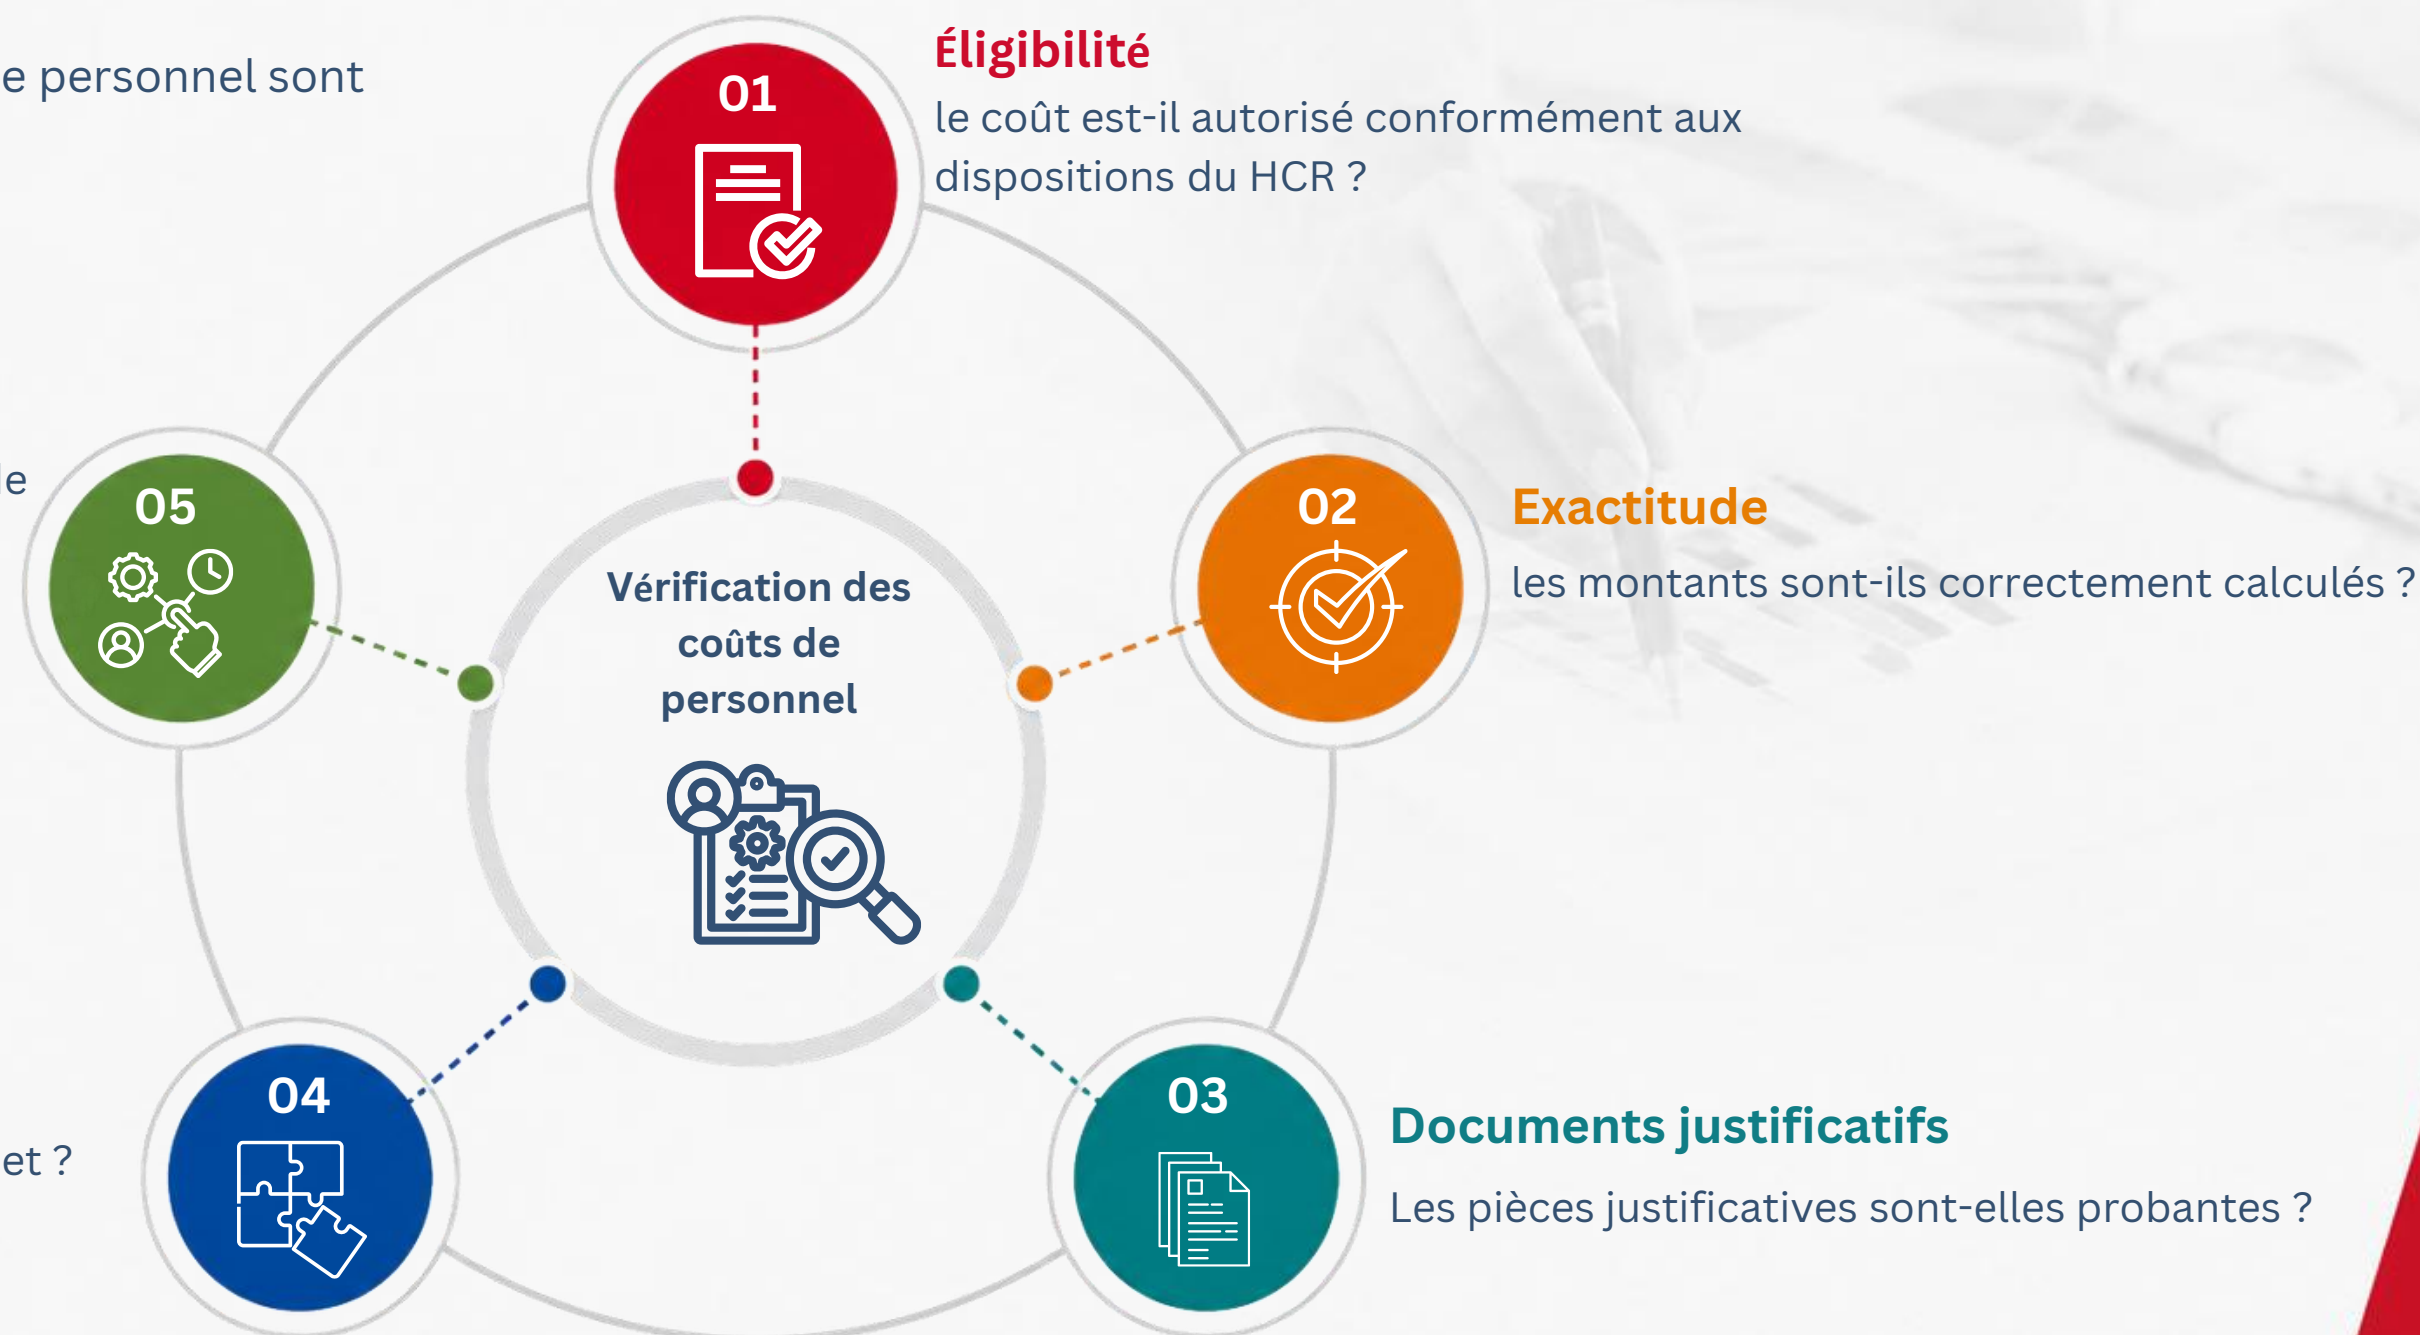 e personnel sont
01
Éligibilité
le coût est-il autorisé conformément aux
dispositions du HCR ?
02
Exactitude
les montants sont-ils correctement calculés ?
03
Documents justificatifs
Les pièces justificatives sont-elles probantes ?
04
et ?
05
le
Vérification des
coûts de
personnel